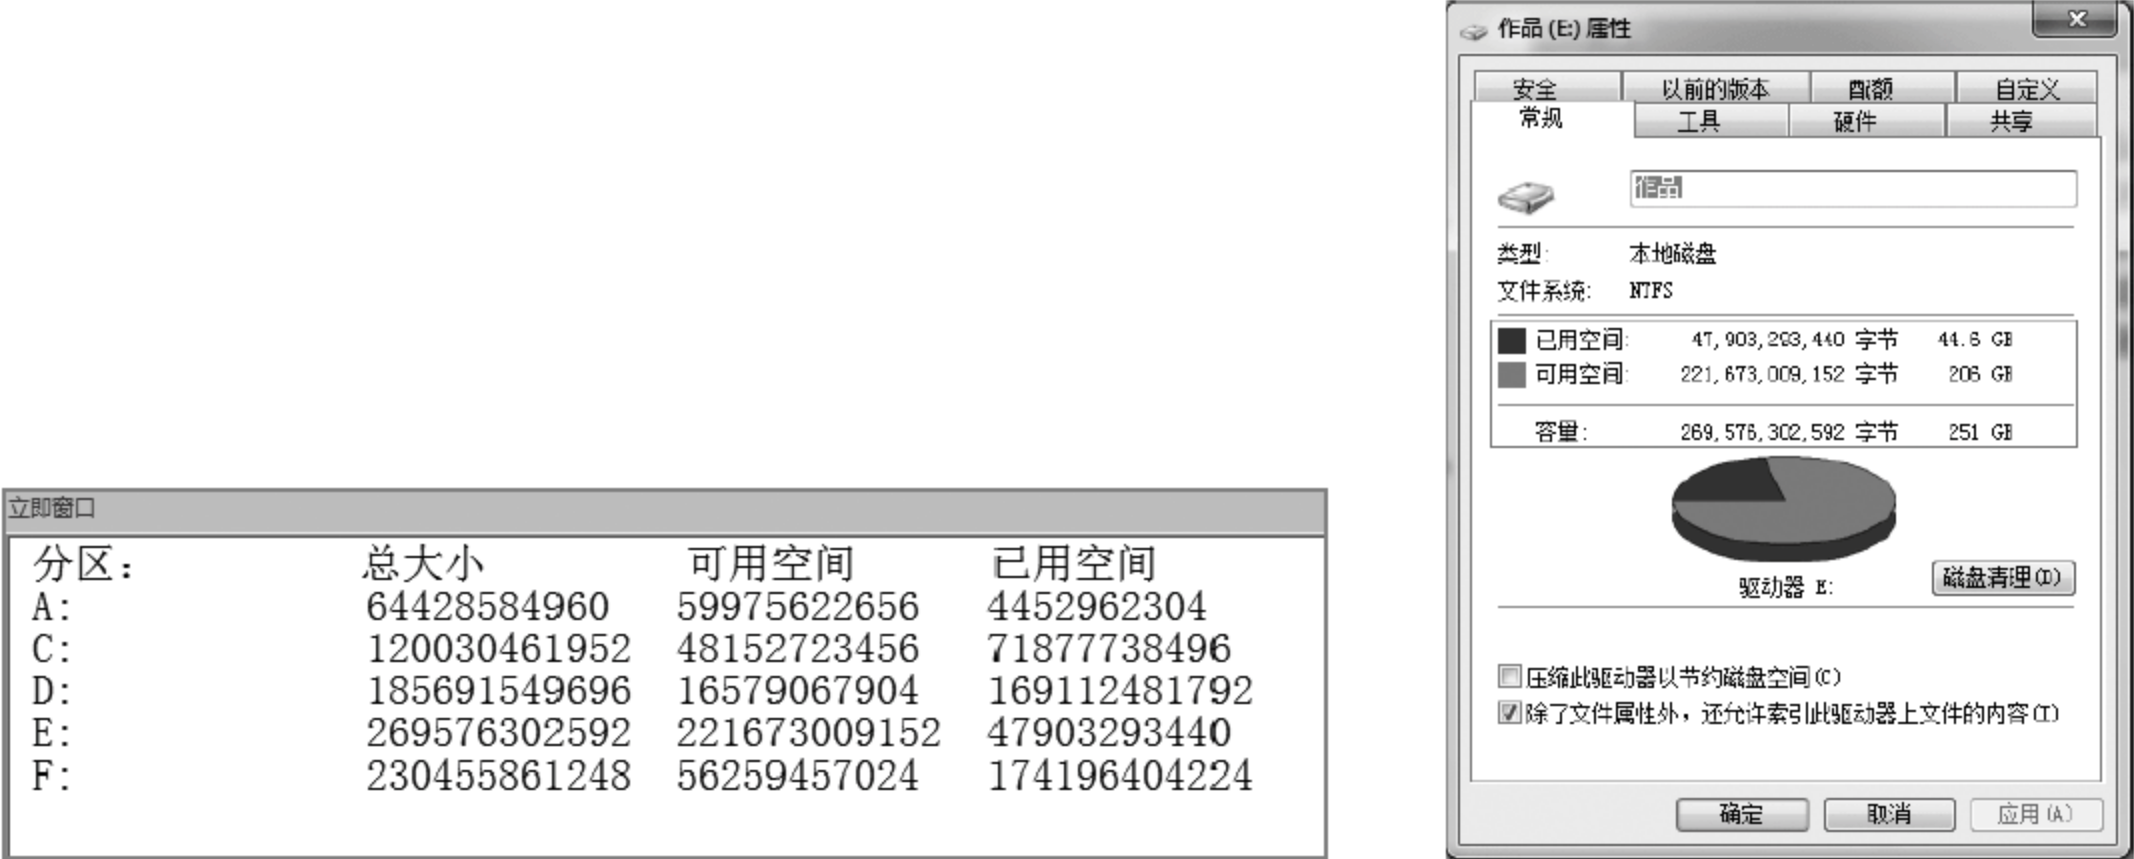 立即窗口
分区： 总大小 可用空间 已用空间
A: 64428584960 59975622656 4452962304
C: 120030461952 48152723456 71877738496
D: 185691549696 16579067904 169112481792
E: 269576302592 221673009152 47903293440
F: 230455861248 56259457024 174196404224
作品 (E:) 属性
安全 以前的版本 配额 自定义
常规 工具 硬件 共享
作品
类型: 本地磁盘
文件系统: NTFS
已用空间: 47,903,293,440 字节 44.6 GB
可用空间: 221,673,009,152 字节 206 GB
容量: 269,576,302,592 字节 251 GB
驱动器 E:
磁盘清理(D)
压缩此驱动器以节约磁盘空间(C)
除了文件属性外，还允许索引此驱动器上文件的内容(I)
确定 取消 应用(A)